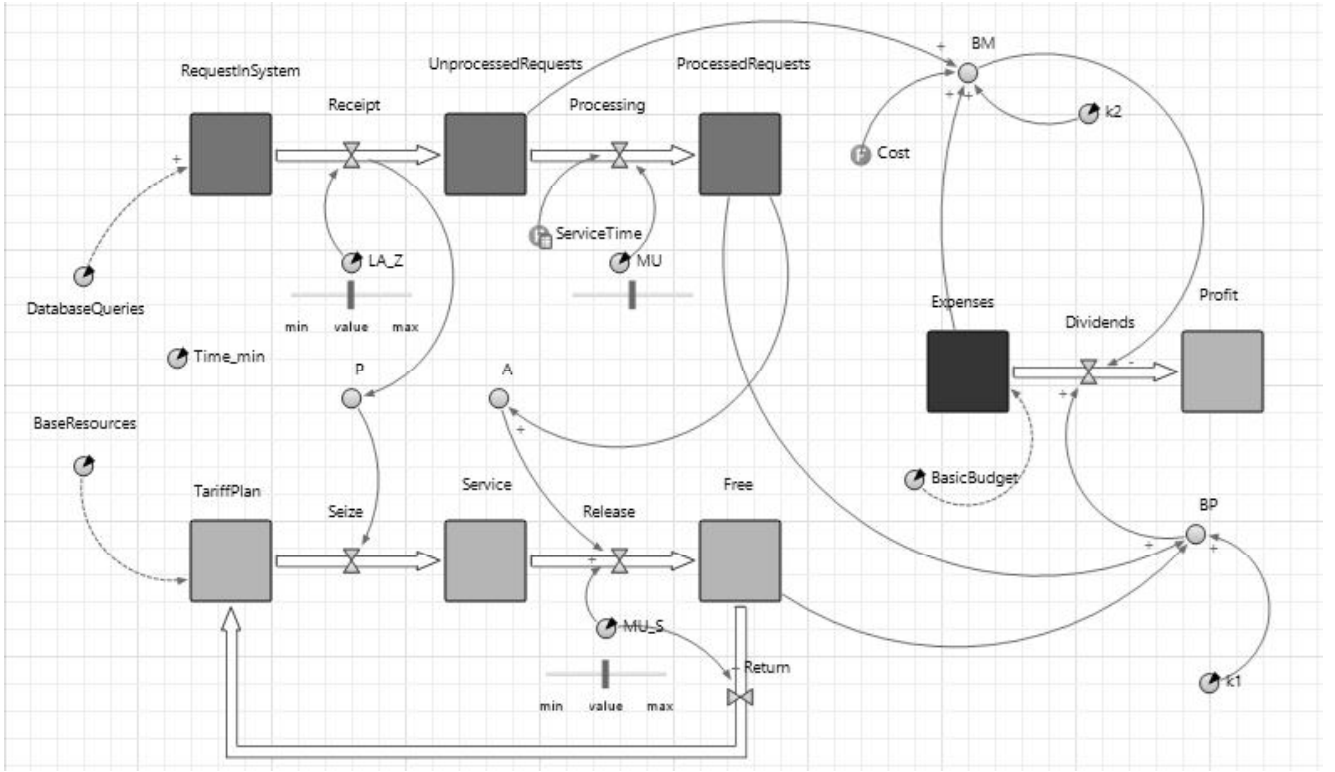 BM
UnprocessedRequests
ProcessedRequests
RequestInSystem
Receipt
Processing
+
+ +
k2
Cost
+
F
ServiceTime
LA_Z
MU
DatabaseQueries
min value max
Expenses
Profit
Dividends
Time_min
P
A
-
+
BaseResources
+
BasicBudget
TariffPlan
Service
Free
Seize
Release
BP
+
+
+
MU_S
Return
-
k1
min value max